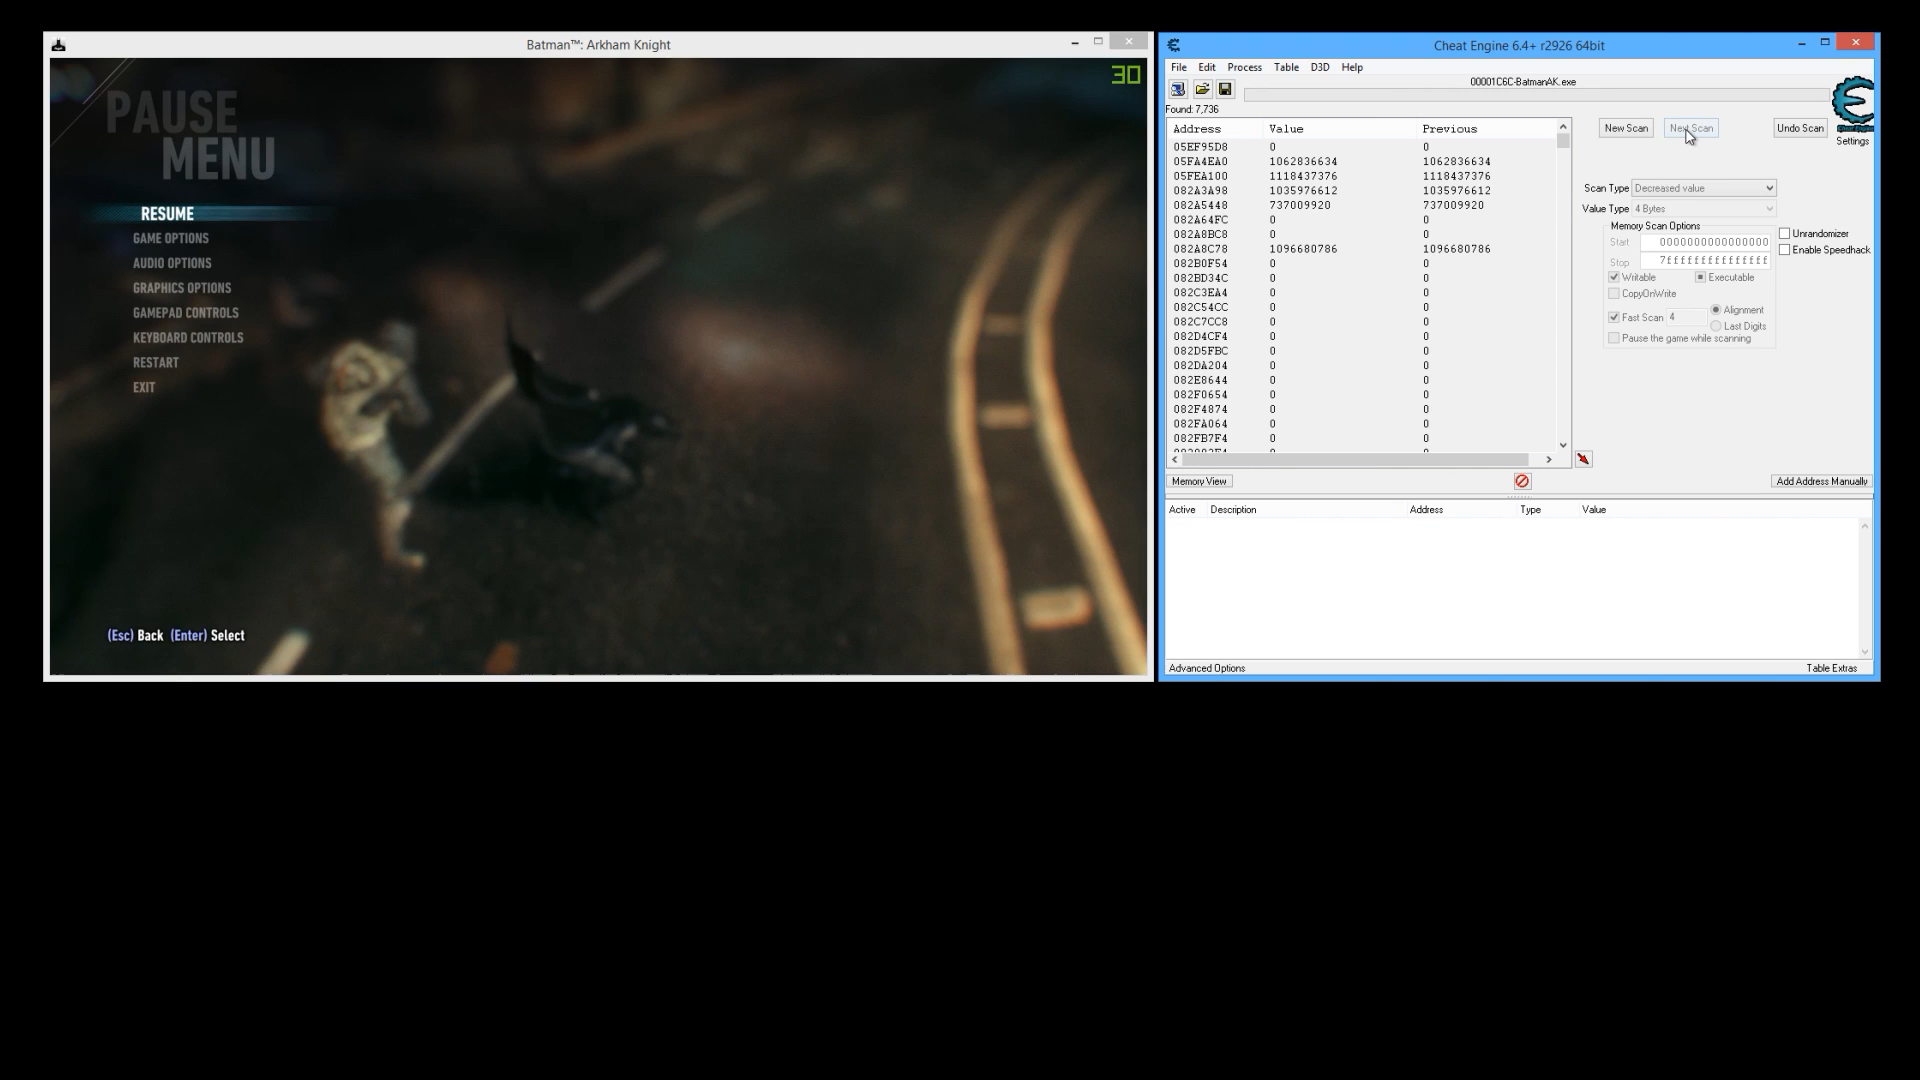 Batman™: Arkham Knight
30
PAUSE
MENU
RESUME
GAME OPTIONS
AUDIO OPTIONS
GRAPHICS OPTIONS
GAMEPAD CONTROLS
KEYBOARD CONTROLS
RESTART
EXIT
(Esc) Back (Enter) Select
Cheat Engine 6.4+ r2926 64bit
File Edit Process Table D3D Help
00001C6C-BatmanAK.exe
Found: 7,736
Address Value Previous
05EF95D8 0 0
05FA4EA0 1062836634 1062836634
05FEA100 1118437376 1118437376
082A3A98 1035976612 1035976612
082A5448 737009920 737009920
082A64FC 0 0
082A8BC8 0 0
082A8C78 1096680786 1096680786
082B0F54 0 0
082BD34C 0 0
082C3EA4 0 0
082C54CC 0 0
082C7CC8 0 0
082D4CF4 0 0
082D5FBC 0 0
082DA204 0 0
082E8644 0 0
082F0654 0 0
082F4874 0 0
082FA064 0 0
082FB7F4 0 0
New Scan Next Scan Undo Scan
Settings
Scan Type Decreased value
Value Type 4 Bytes
Memory Scan Options
Start 0000000000000000
Stop 7fffffffffffffff
Writable Executable
CopyOnWrite
Fast Scan 4 Alignment
Last Digits
Pause the game while scanning
Unrandomizer
Enable Speedhack
Memory View Add Address Manually
Active Description Address Type Value
Advanced Options Table Extras